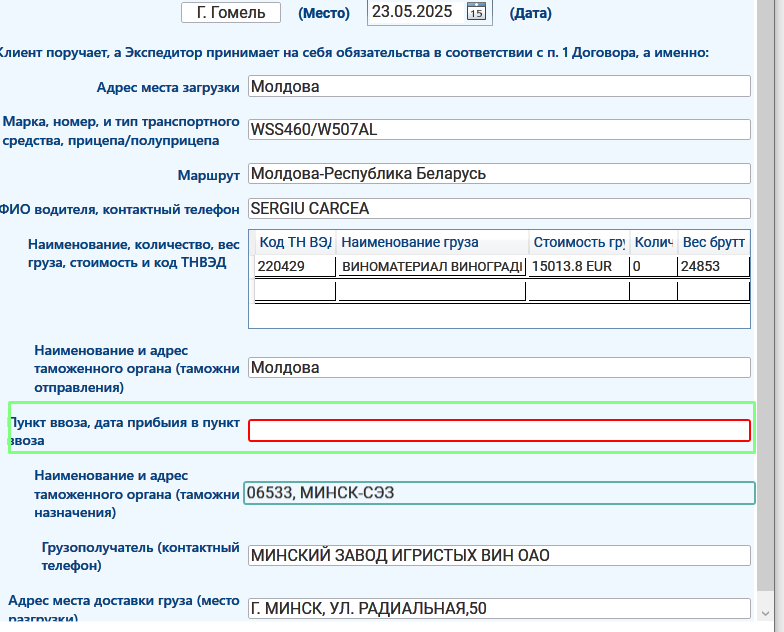 Г. Гомель (Место) 23.05.2025 15 (Дата)
Клиент поручает, а Экспедитор принимает на себя обязательства в соответствии с п. 1 Договора, а именно:
Адрес места загрузки Молдова
Марка, номер, и тип транспортного
средства, прицепа/полуприцепа
WSS460/W507AL
Маршрут Молдова-Республика Беларусь
ФИО водителя, контактный телефон SERGIU CARCEA
Наименование, количество, вес
груза, стоимость и код ТНВЭД
Код ТН ВЭД Наименование груза Стоимость гру Колич Вес брутт
220429 ВИНОМАТЕРИАЛ ВИНОГРАДН 15013.8 EUR 0 24853
Наименование и адрес
таможенного органа (таможни
отправления)
Молдова
Пункт ввоза, дата прибыия в пункт
ввоза
Наименование и адрес
таможенного органа (таможни
назначения)
06533, МИНСК-СЭЗ
Грузополучатель (контактный
телефон)
МИНСКИЙ ЗАВОД ИГРИСТЫХ ВИН ОАО
Адрес места доставки груза (место
разгрузки)
Г. МИНСК, УЛ. РАДИАЛЬНАЯ,50